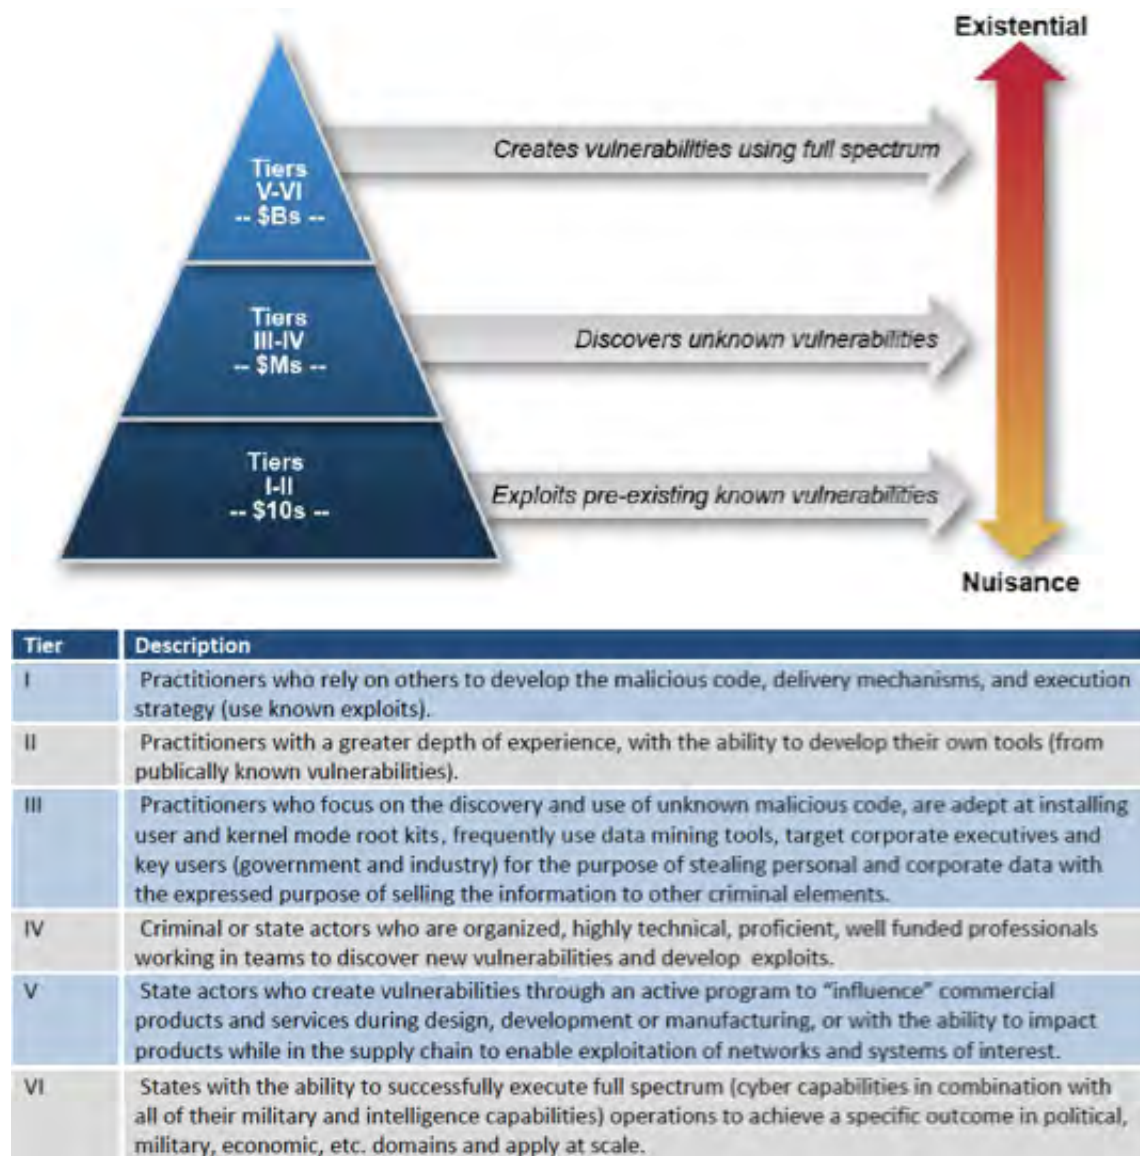 Existential
Creates vulnerabilities using full spectrum
Tiers
V-VI
-- $Bs --
Tiers
III-IV
-- $Ms --
Discovers unknown vulnerabilities
Tiers
I-II
-- $10s --
Exploits pre-existing known vulnerabilities
Nuisance
Tier Description
I Practitioners who rely on others to develop the malicious code, delivery mechanisms, and execution
strategy (use known exploits).
II Practitioners with a greater depth of experience, with the ability to develop their own tools (from
publically known vulnerabilities).
III Practitioners who focus on the discovery and use of unknown malicious code, are adept at installing
user and kernel mode root kits, frequently use data mining tools, target corporate executives and
key users (government and industry) for the purpose of stealing personal and corporate data with
the expressed purpose of selling the information to other criminal elements.
IV Criminal or state actors who are organized, highly technical, proficient, well funded professionals
working in teams to discover new vulnerabilities and develop exploits.
V State actors who create vulnerabilities through an active program to “influence” commercial
products and services during design, development or manufacturing, or with the ability to impact
products while in the supply chain to enable exploitation of networks and systems of interest.
VI States with the ability to successfully execute full spectrum (cyber capabilities in combination with
all of their military and intelligence capabilities) operations to achieve a specific outcome in political,
military, economic, etc. domains and apply at scale.